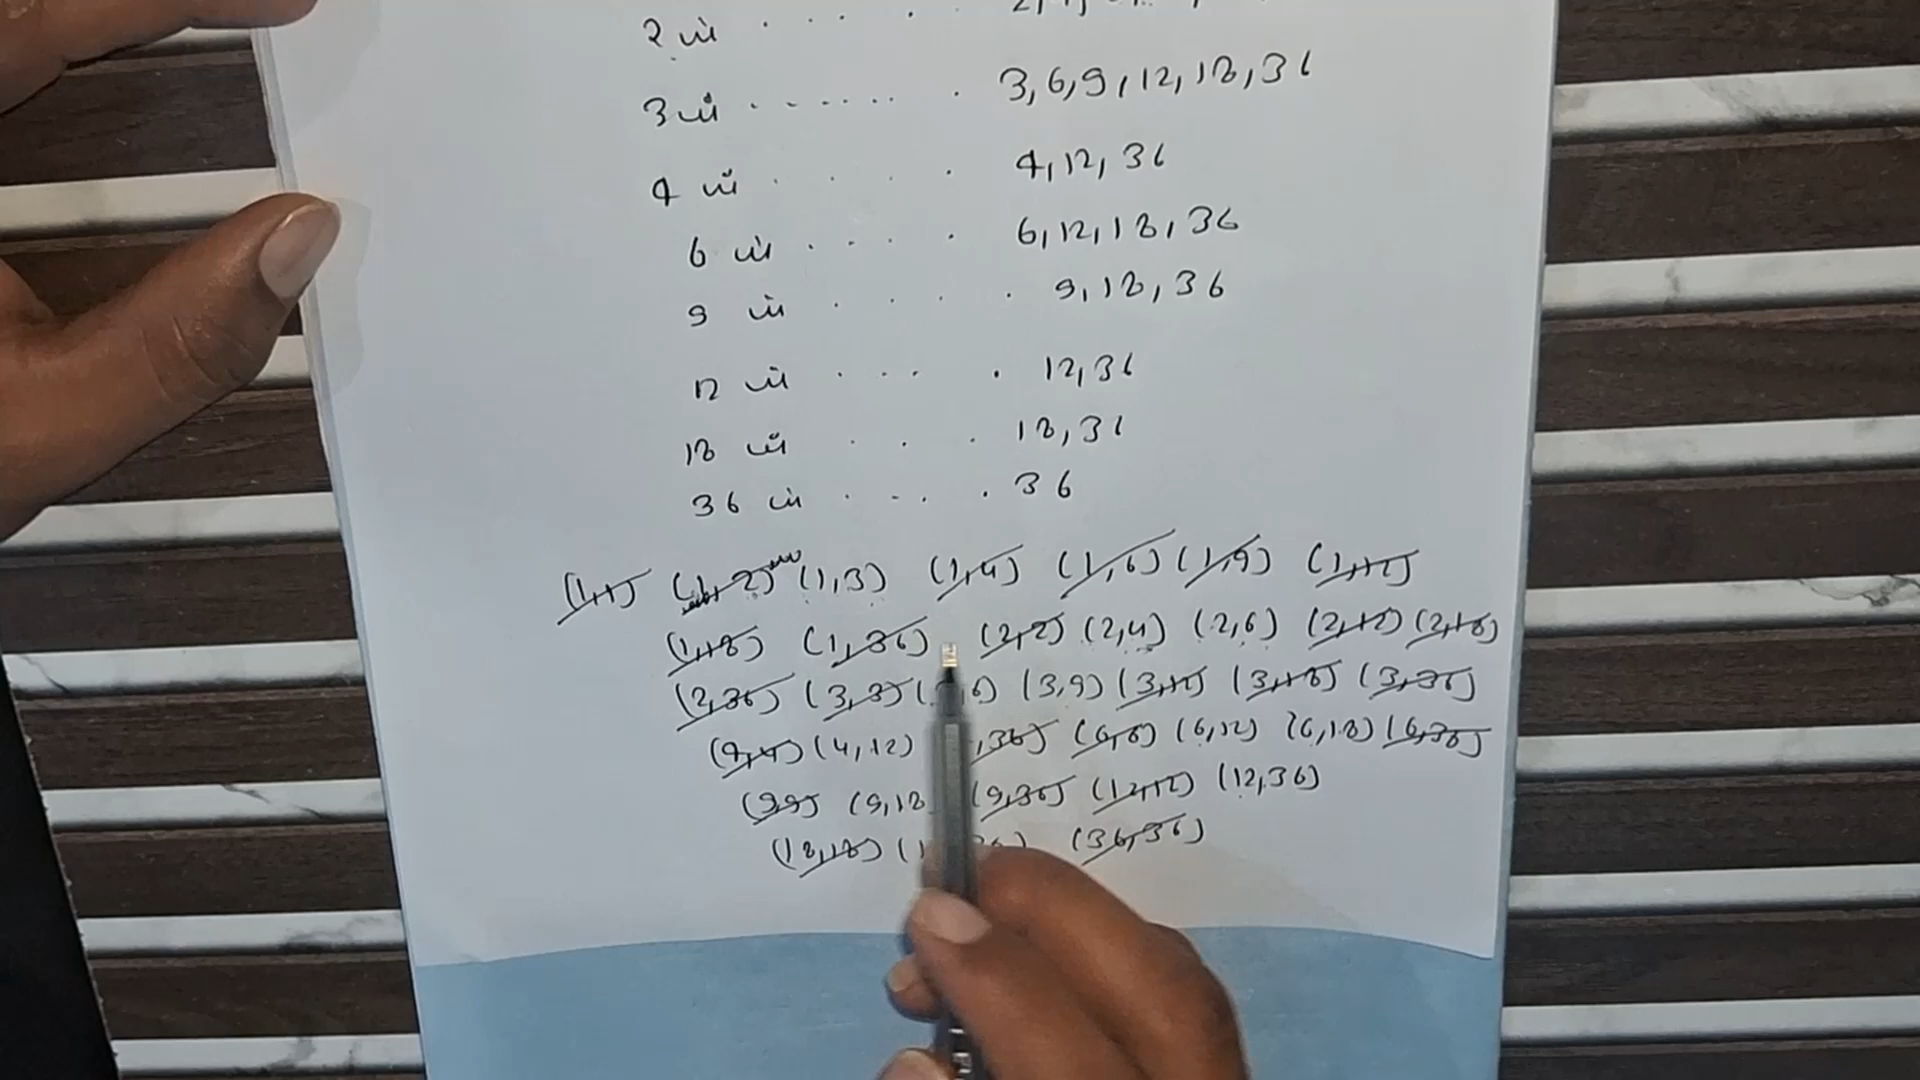 2 யி . . . . .
3 யி . . . . . . . 3, 6, 9, 12, 18, 36
4 யி . . . . 4, 12, 36
6 யி . . . . . 6, 12, 18, 36
9 யி . . . . 9, 18, 36
12 யி . . . . 12, 36
18 யி . . . 18, 36
36 யி . . . . 36
(1,1) (1,2) (1,3) (1,4) (1,6) (1,9) (1,12)
(1,18) (1,36) (2,2) (2,4) (2,6) (2,12) (2,18)
(2,36) (3,3) (3,9) (3,12) (3,18) (3,36)
(4,4) (4,12) ,36) (6,6) (6,12) (6,18) (6,36)
(9,9) (9,18 (9,36) (12,12) (12,36)
(18,18) (36,36)